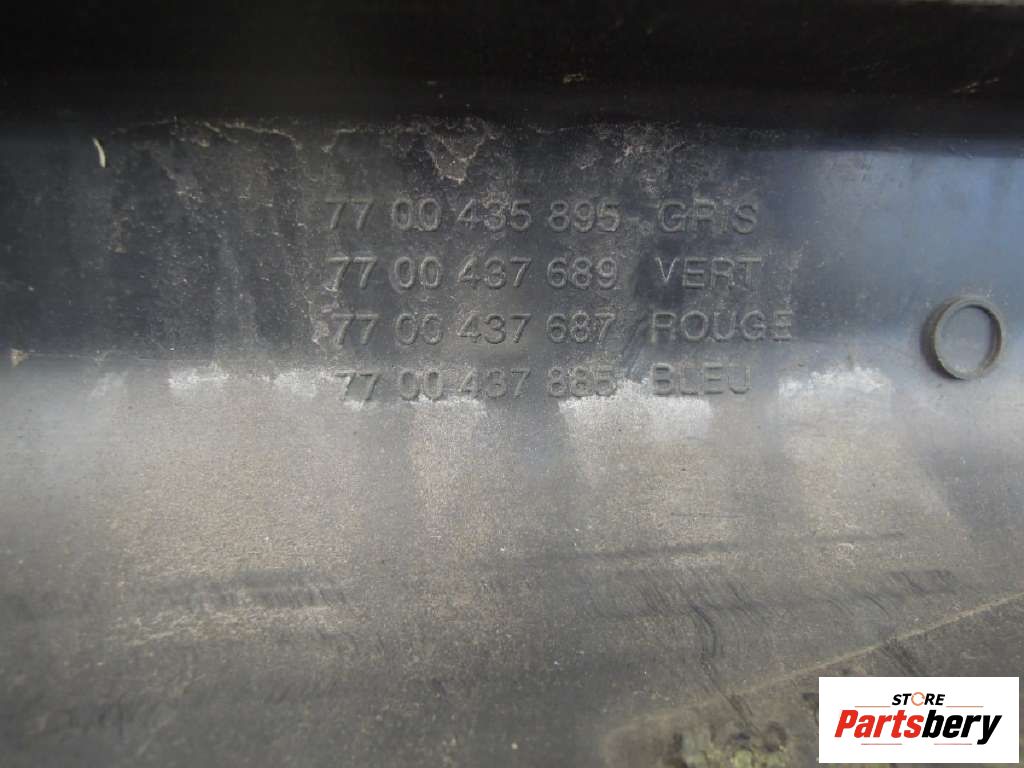 77 00 435 895 GRIS
77 00 437 689 VERT
77 00 437 687 ROUGE
77 00 437 885 BLEU
STORE
Partsbery